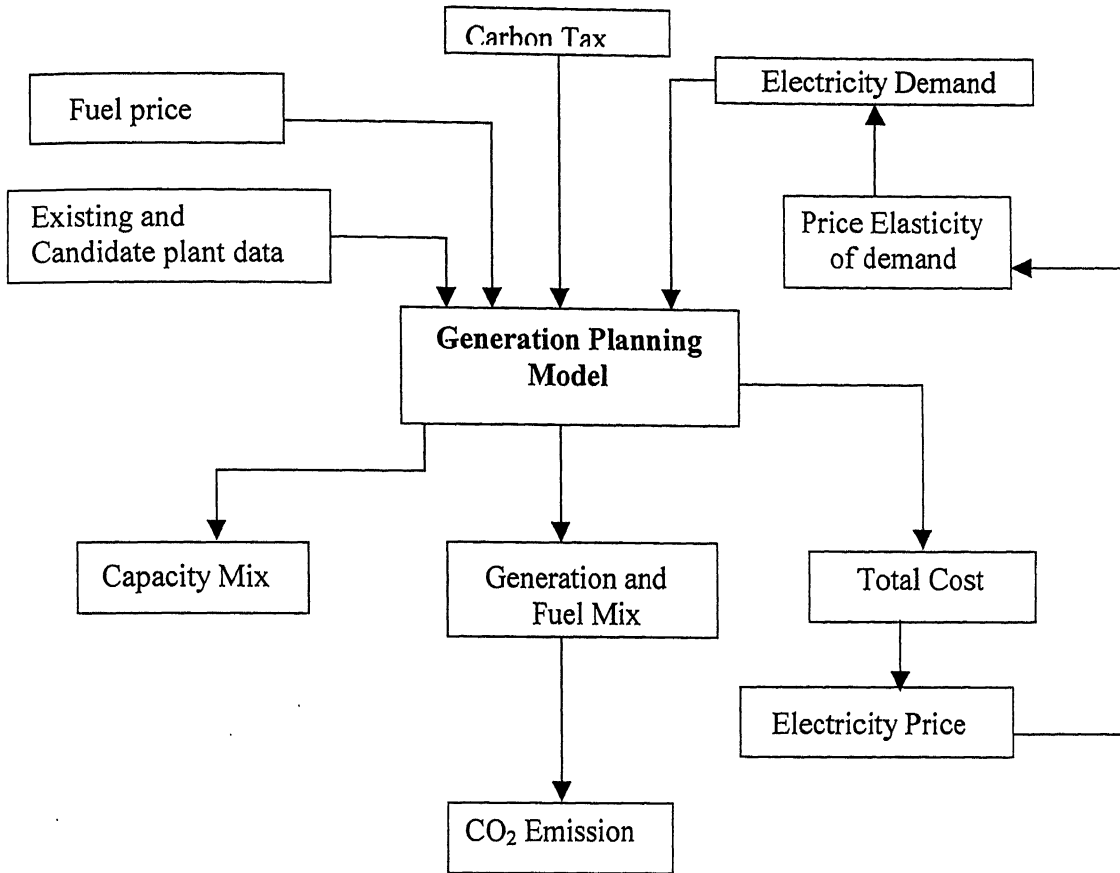 Carbon Tax
Electricity Demand
Fuel price
Existing and
Candidate plant data
Price Elasticity
of demand
Generation Planning
Model
Capacity Mix
Generation and
Fuel Mix
Total Cost
Electricity Price
CO₂ Emission